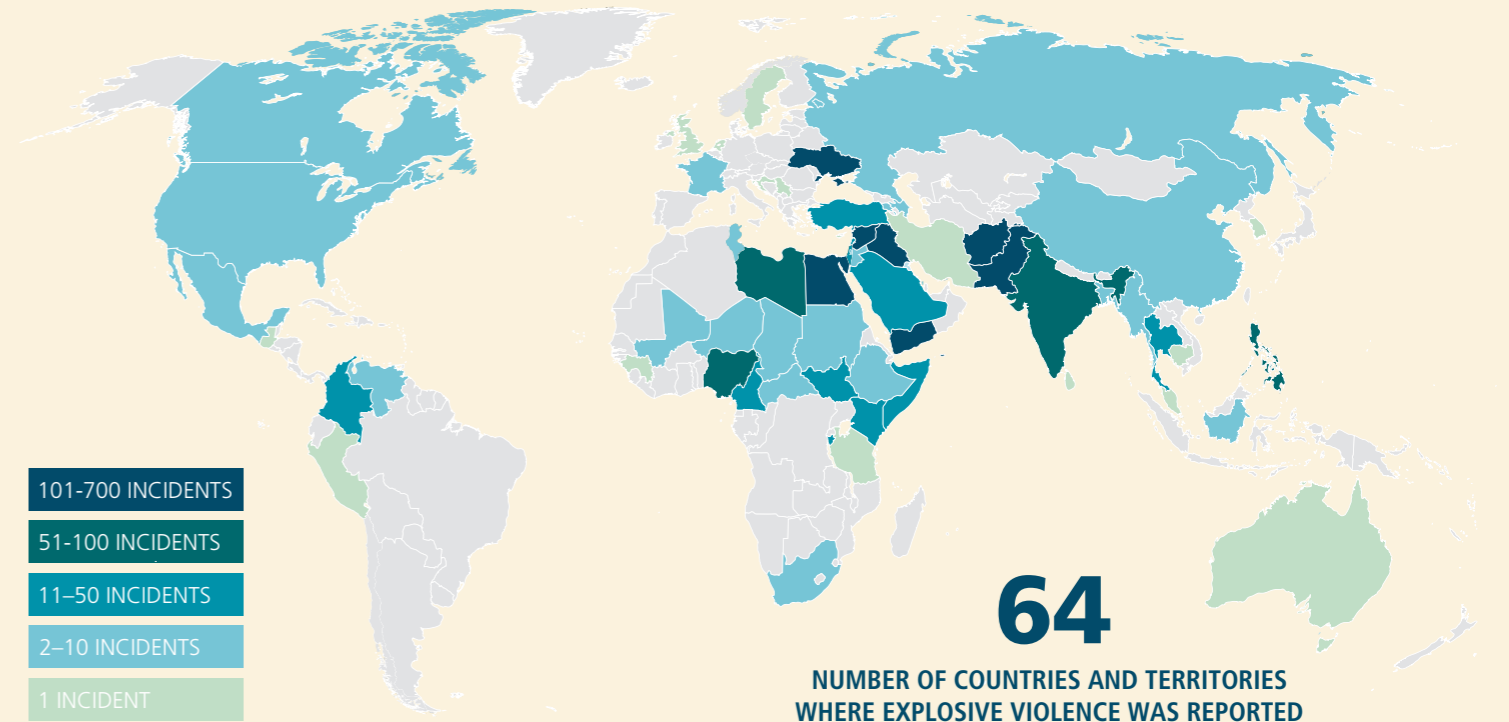 101-700 INCIDENTS
51-100 INCIDENTS
11–50 INCIDENTS
2–10 INCIDENTS
1 INCIDENT
64
NUMBER OF COUNTRIES AND TERRITORIES
WHERE EXPLOSIVE VIOLENCE WAS REPORTED